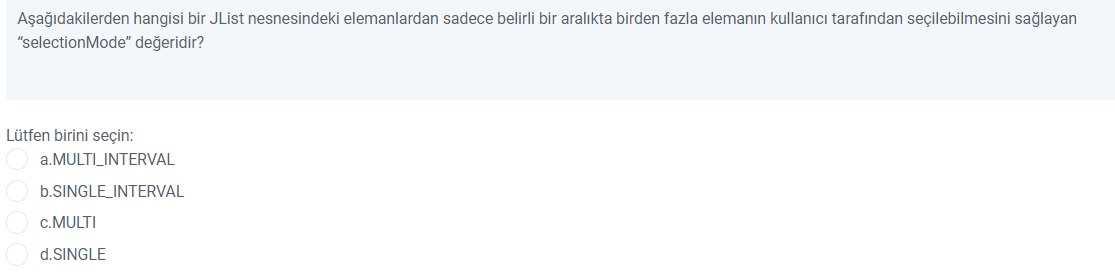 Aşağıdakilerden hangisi bir JList nesnesindeki elemanlardan sadece belirli bir aralıkta birden fazla elemanın kullanıcı tarafından seçilebilmesini sağlayan
“selectionMode” değeridir?
Lütfen birini seçin:
a.MULTI_INTERVAL
b.SINGLE_INTERVAL
c.MULTI
d.SINGLE